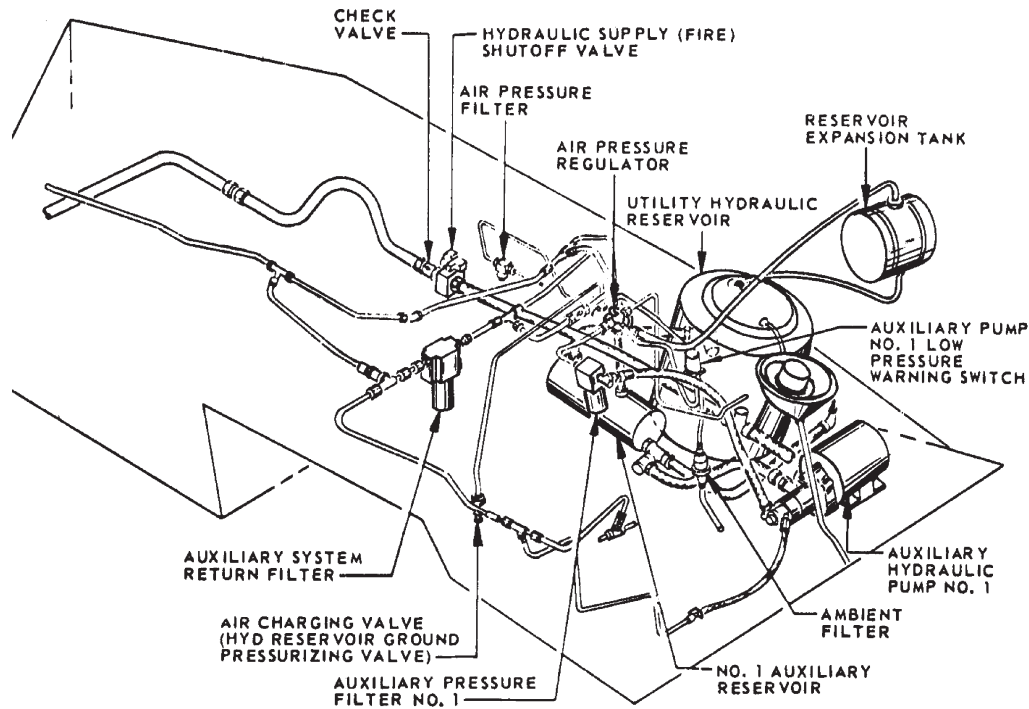 CHECK
VALVE
HYDRAULIC SUPPLY (FIRE)
SHUTOFF VALVE
AIR PRESSURE
FILTER
AIR PRESSURE
REGULATOR
RESERVOIR
EXPANSION TANK
UTILITY HYDRAULIC
RESERVOIR
AUXILIARY PUMP
NO. 1 LOW
PRESSURE
WARNING SWITCH
AUXILIARY SYSTEM
RETURN FILTER
AUXILIARY
HYDRAULIC
PUMP NO. 1
AIR CHARGING VALVE
(HYD RESERVOIR GROUND
PRESSURIZING VALVE)
AMBIENT
FILTER
AUXILIARY PRESSURE
FILTER NO. 1
NO. 1 AUXILIARY
RESERVOIR